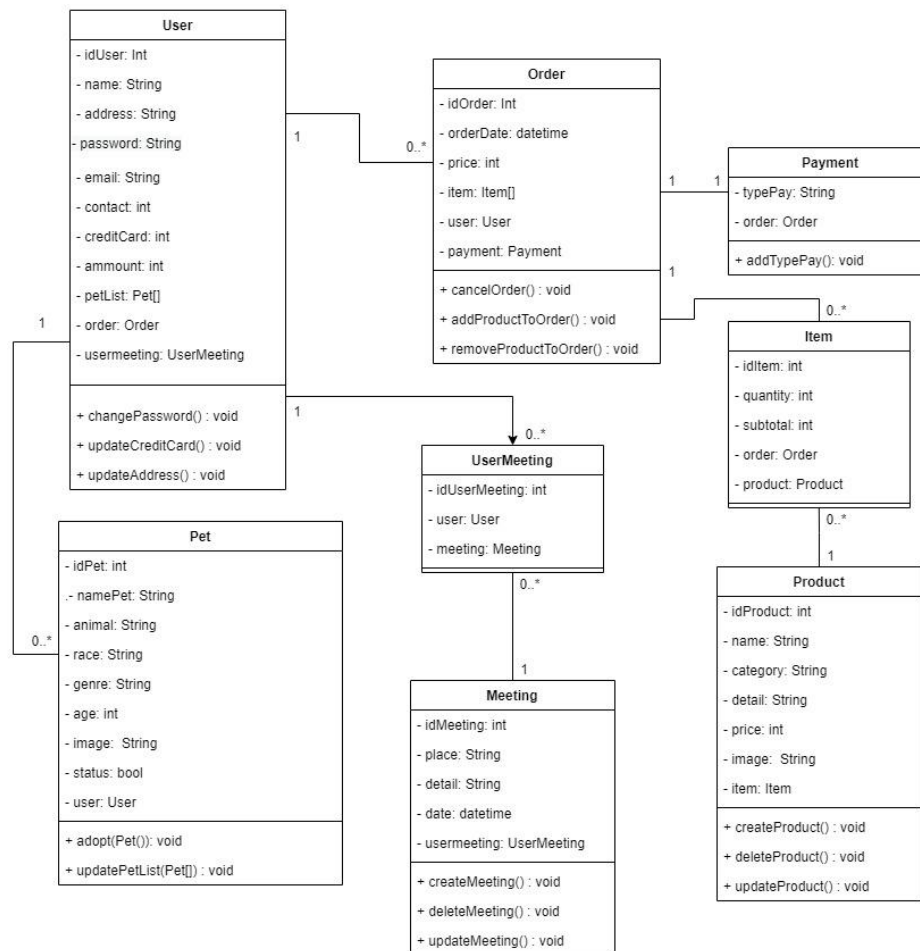 User
- idUser: Int
- name: String
- address: String
- password: String
- email: String
- contact: int
- creditCard: int
- ammount: int
- petList: Pet[]
- order: Order
- usermeeting: UserMeeting
+ changePassword() : void
+ updateCreditCard() : void
+ updateAddress() : void
1
0..*
Order
- idOrder: Int
- orderDate: datetime
- price: int
- item: Item[]
- user: User
- payment: Payment
+ cancelOrder() : void
+ addProductToOrder() : void
+ removeProductToOrder() : void
1
1
Payment
- typePay: String
- order: Order
+ addTypePay(): void
1
0..*
Item
- idItem: int
- quantity: int
- subtotal: int
- order: Order
- product: Product
0..*
1
Product
- idProduct: int
- name: String
- category: String
- detail: String
- price: int
- image:  String
- item: Item
+ createProduct() : void
+ deleteProduct() : void
+ updateProduct() : void
1
0..*
UserMeeting
- idUserMeeting: int
- user: User
- meeting: Meeting
0..*
1
Meeting
- idMeeting: int
- place: String
- detail: String
- date: datetime
- usermeeting: UserMeeting
+ createMeeting() : void
+ deleteMeeting() : void
+ updateMeeting() : void
1
0..*
Pet
- idPet: int
.- namePet: String
- animal: String
- race: String
- genre: String
- age: int
- image:  String
- status: bool
- user: User
+ adopt(Pet()): void
+ updatePetList(Pet[]) : void